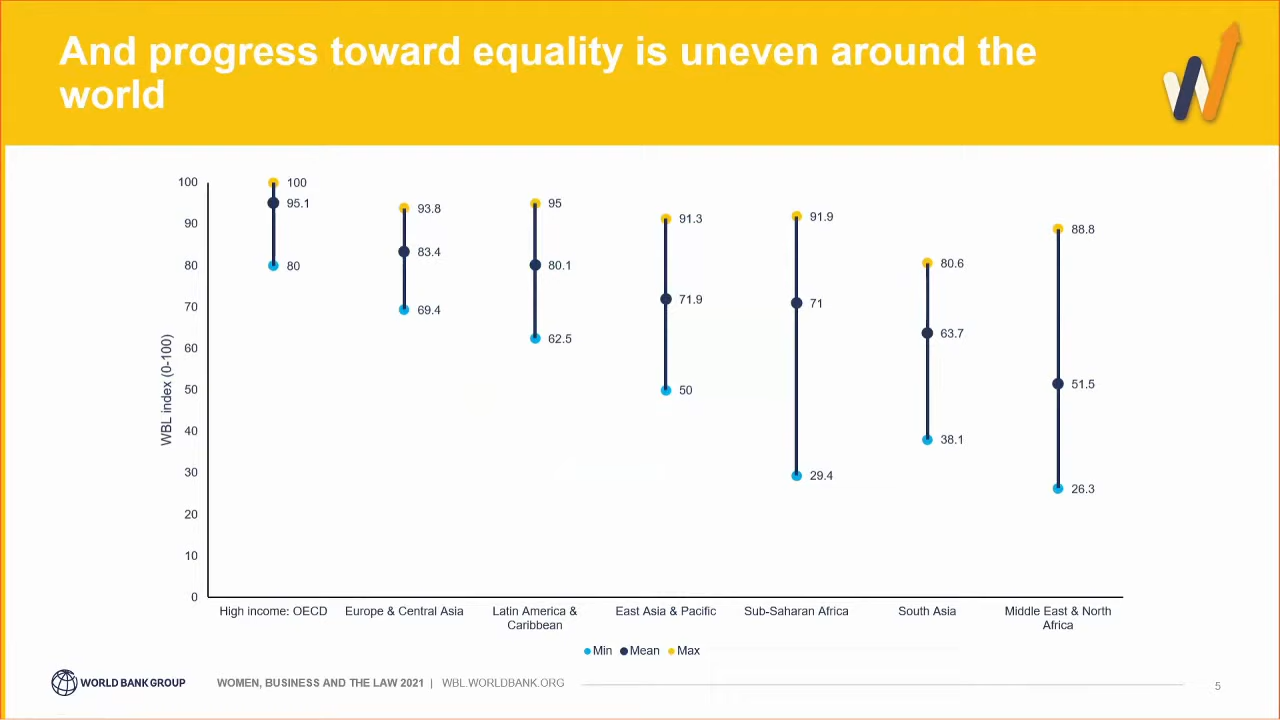 And progress toward equality is uneven around the
world
100
90
80
70
60
50
40
30
20
10
0
WBL index (0-100)
100
95.1
80
93.8
83.4
69.4
95
80.1
62.5
91.3
71.9
50
91.9
71
29.4
80.6
63.7
38.1
88.8
51.5
26.3
High income: OECD
Europe & Central Asia
Latin America &
Caribbean
East Asia & Pacific
Sub-Saharan Africa
South Asia
Middle East & North
Africa
Min Mean Max
WORLD BANK GROUP
WOMEN, BUSINESS AND THE LAW 2021 | WBL.WORLDBANK.ORG
5